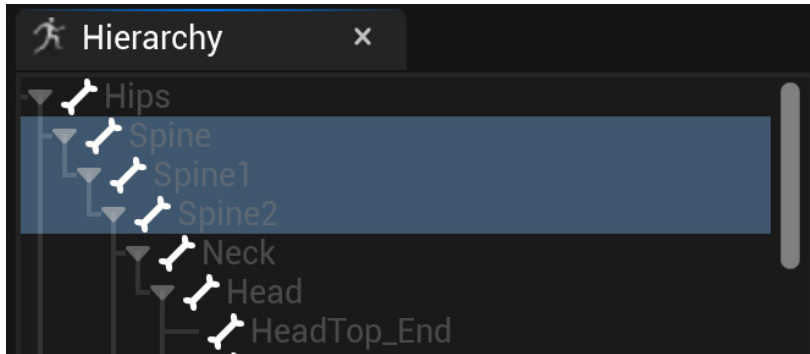 Hierarchy
Hips
Spine
Spine1
Spine2
Neck
Head
HeadTop_End